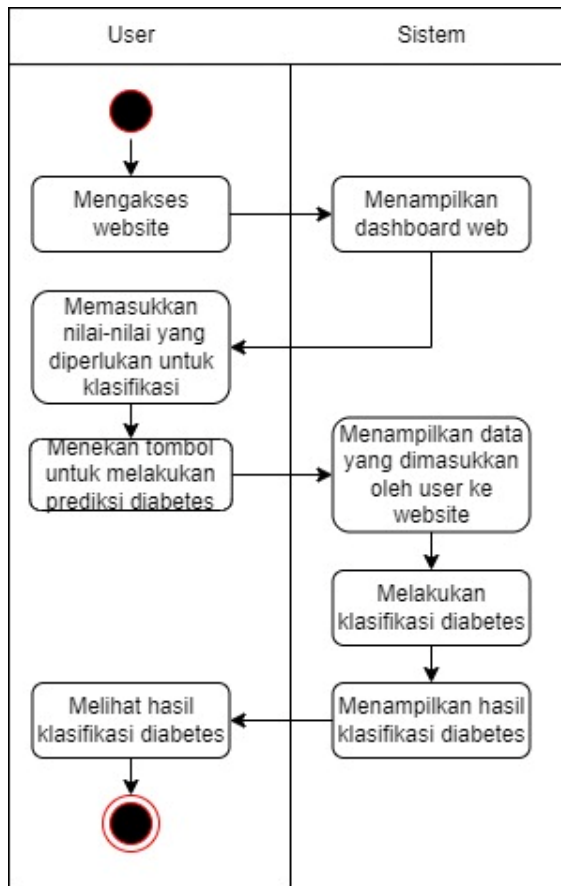 User
Sistem
Mengakses
website
Menampilkan
dashboard web
Memasukkan
nilai-nilai yang
diperlukan untuk
klasifikasi
Menekan tombol
untuk melakukan
prediksi diabetes
Menampilkan data
yang dimasukkan
oleh user ke
website
Melakukan
klasifikasi diabetes
Menampilkan hasil
klasifikasi diabetes
Melihat hasil
klasifikasi diabetes